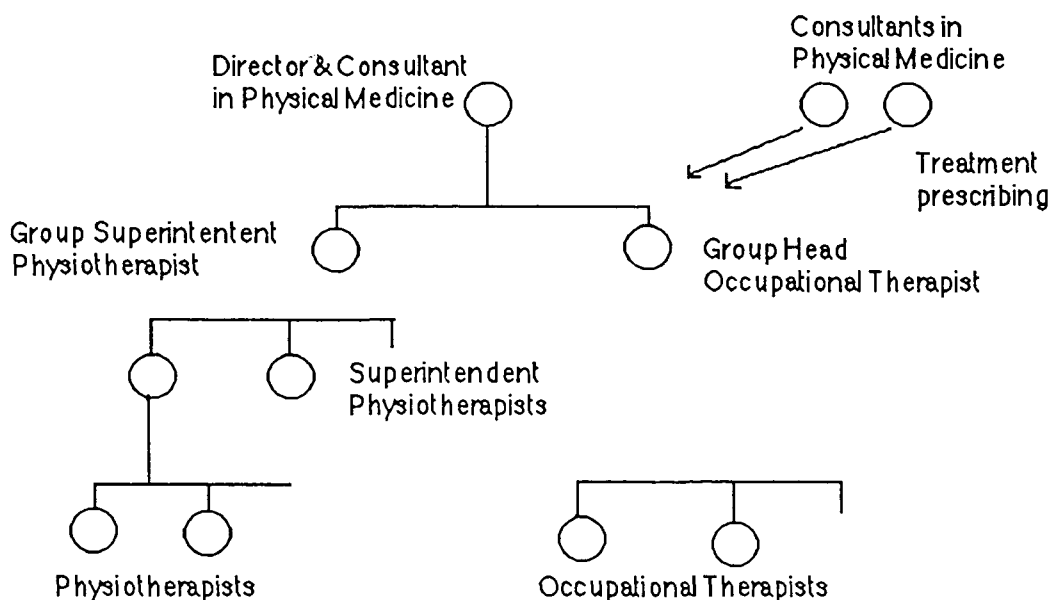 Director & Consultant
in Physical Medicine
Consultants in
Physical Medicine
Treatment
prescribing
Group Superintentent
Physiotherapist
Group Head
Occupational Therapist
Superintendent
Physiotherapists
Physiotherapists
Occupational Therapists